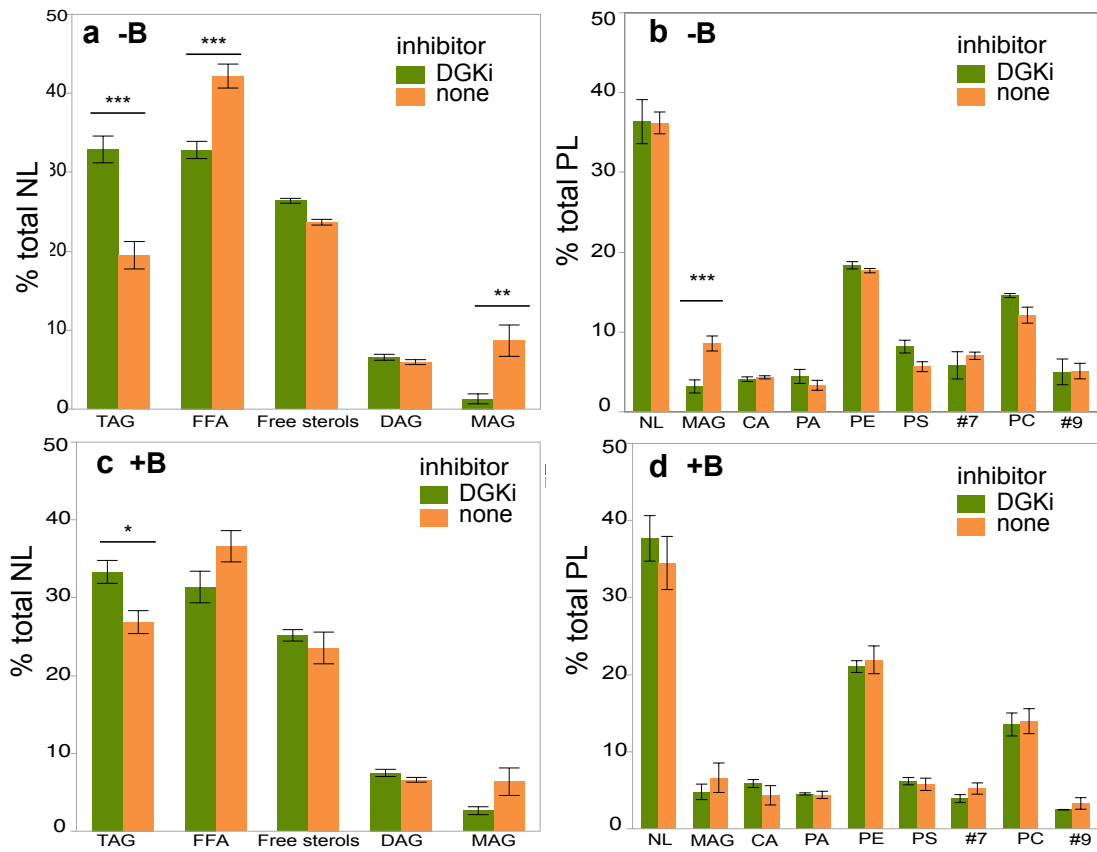 a -B
50
40
30
20
10
0
% total NL
***
***
**
inhibitor
DGKi
none
TAG FFA Free sterols DAG MAG
b -B
50
40
30
20
10
0
% total PL
***
inhibitor
DGKi
none
NL MAG CA PA PE PS #7 PC #9
c +B
50
40
30
20
10
0
% total NL
*
inhibitor
DGKi
none
TAG FFA Free sterols DAG MAG
d +B
50
40
30
20
10
0
% total PL
inhibitor
DGKi
none
NL MAG CA PA PE PS #7 PC #9